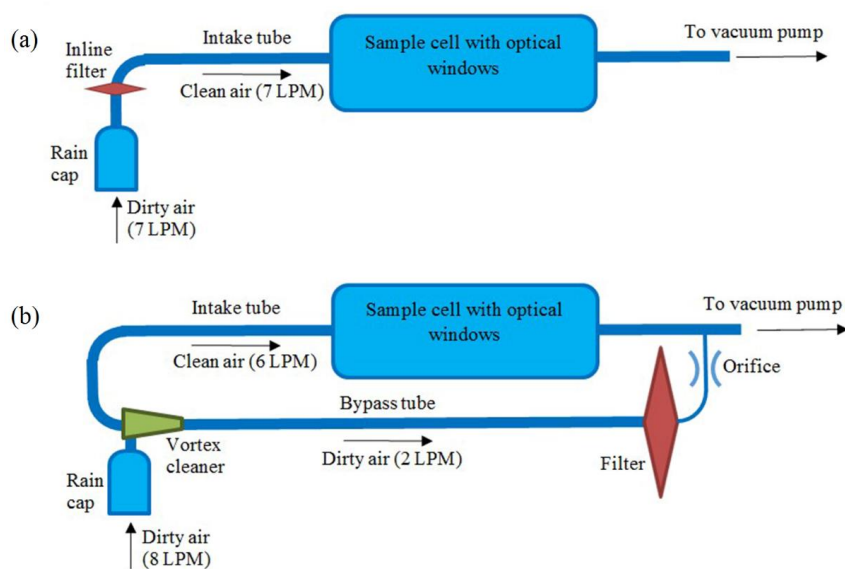 (a)
Inline
filter
Intake tube
Clean air (7 LPM)
Sample cell with optical
windows
To vacuum pump
Rain
cap
Dirty air
(7 LPM)
(b)
Intake tube
Clean air (6 LPM)
Sample cell with optical
windows
To vacuum pump
Orifice
Bypass tube
Vortex
cleaner
Dirty air (2 LPM)
Filter
Rain
cap
Dirty air
(8 LPM)